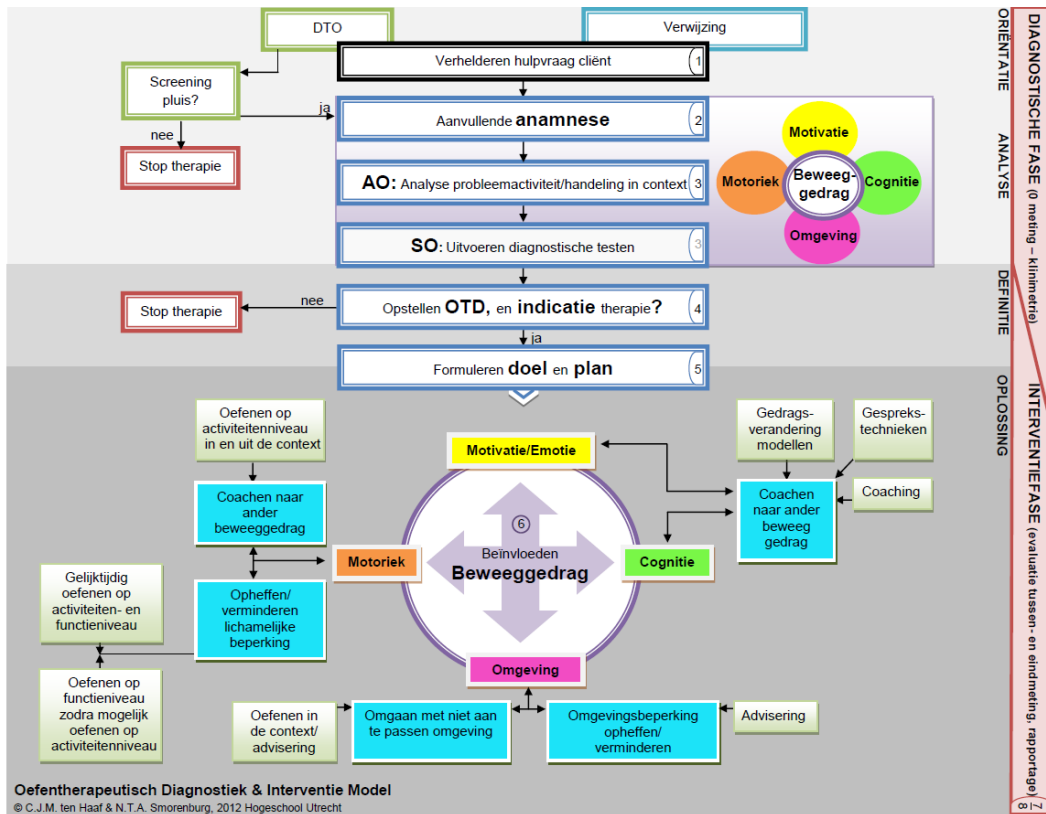 DTO
Verwijzing
Verhelderen hulpvraag cliënt
1
Screening
pluis?
ja
nee
Stop therapie
Aanvullende anamnese
2
AO: Analyse probleemactiviteit/handeling in context
3
SO: Uitvoeren diagnostische testen
3
Motivatie
Motoriek
Beweeg-
gedrag
Cognitie
Omgeving
Opstellen OTD, en indicatie therapie?
4
nee
Stop therapie
ja
Formuleren doel en plan
5
Oefenen op
activiteitenniveau
in en uit de context
Coachen naar
ander
beweeggedrag
Gelijktijdig
oefenen op
activiteiten- en
functieniveau
Opheffen/
verminderen
lichamelijke
beperking
Oefenen op
functieniveau
zodra mogelijk
oefenen op
activiteitenniveau
Motivatie/Emotie
Motoriek
6
Beïnvloeden
Beweeggedrag
Cognitie
Omgeving
Gedrags-
verandering
modellen
Gespreks-
technieken
Coaching
Coachen
naar ander
beweeg
gedrag
Oefenen in
de context/
advisering
Omgaan met niet aan
te passen omgeving
Omgevingsbeperking
opheffen/
verminderen
Advisering
ORIËNTATIE
ANALYSE
DEFINITIE
OPLOSSING
DIAGNOSTISCHE FASE (0 meting – klinimetrie)
INTERVENTIEFASE (evaluatie tussen- en eindmeting, rapportage)
7
8
Oefentherapeutisch Diagnostiek & Interventie Model
© C.J.M. ten Haaf & N.T.A. Smorenburg, 2012 Hogeschool Utrecht